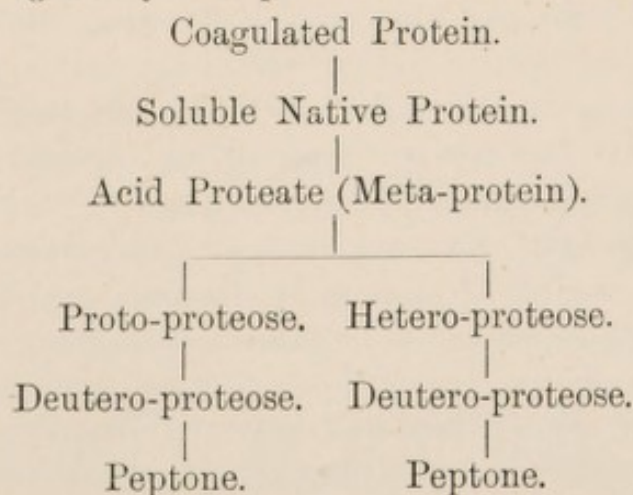 Coagulated Protein.
Soluble Native Protein.
Acid Proteate (Meta-protein).
Proto-proteose. Hetero-proteose.
Deutero-proteose. Deutero-proteose.
Peptone. Peptone.